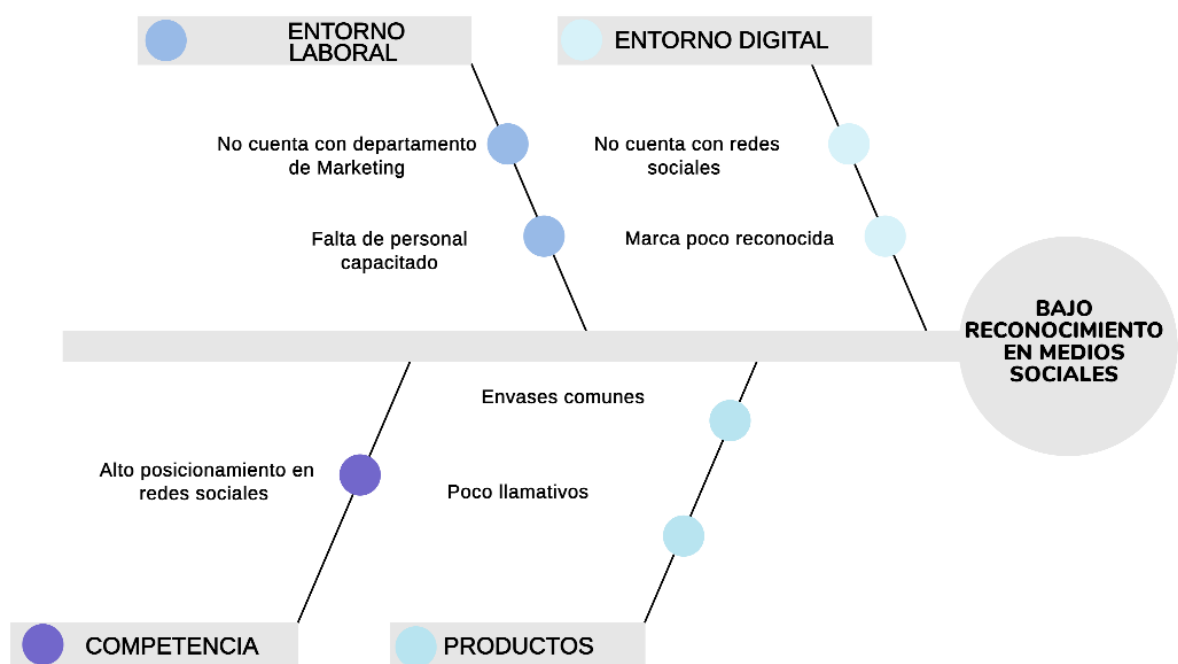 ENTORNO
LABORAL
ENTORNO DIGITAL
No cuenta con departamento
de Marketing
No cuenta con redes
sociales
Falta de personal
capacitado
Marca poco reconocida
BAJO
RECONOCIMIENTO
EN MEDIOS
SOCIALES
Envases comunes
Alto posicionamiento en
redes sociales
Poco llamativos
COMPETENCIA
PRODUCTOS